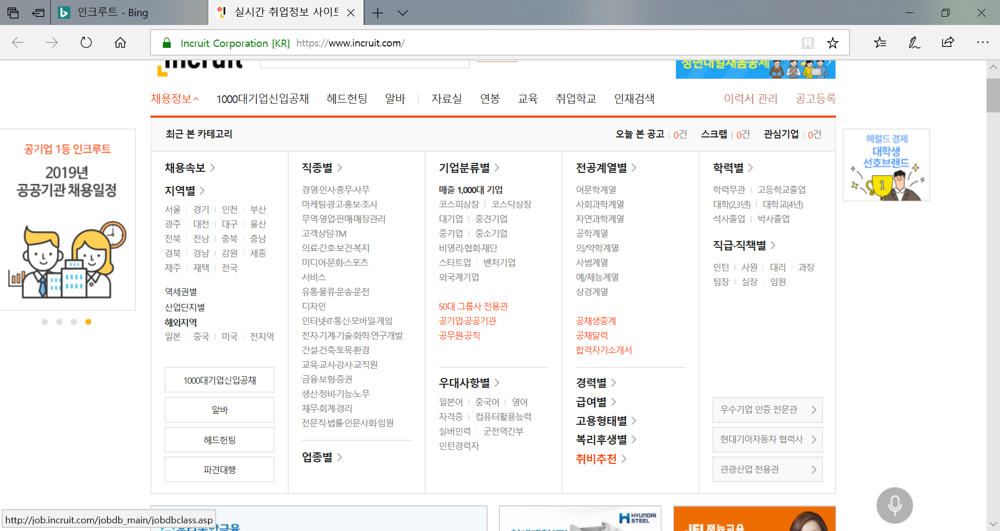 인크루트 - Bing
실시간 취업정보 사이트
Incruit Corporation [KR] https://www.incruit.com/
incruit
청년내일채움공제
채용정보 1000대기업신입공채 헤드헌팅 알바 자료실 연봉 교육 취업학교 인재검색 이력서 관리 공고등록
최근 본 카테고리 오늘 본 공고 0건 스크랩 0건 관심기업 0건
공기업 1등 인크루트
2019년
공공기관 채용일정
채용속보
지역별
서울 경기 인천 부산
광주 대전 대구 울산
전북 전남 충북 충남
경북 경남 강원 세종
제주 재택 전국
역세권별
산업단지별
해외지역
일본 중국 미국 전지역
1000대기업신입공채
알바
헤드헌팅
파견대행
직종별
경영·인사·총무·사무
마케팅·광고·홍보·조사
무역·영업·판매·매장관리
고객상담·TM
의료·간호·보건·복지
미디어·문화·스포츠
서비스
유통·물류·운송·운전
디자인
인터넷·IT·통신·모바일·게임
전자·기계·기술·화학·연구개발
건설·건축·토목·환경
교육·교사·강사·교직원
금융·보험·증권
생산·정비·기능·노무
재무·회계·경리
전문직·법률·인문사회·임원
업종별
기업분류별
매출 1,000대 기업
코스피상장 코스닥상장
대기업 중견기업
중기업 중소기업
비영리·협회·재단
스타트업 벤처기업
외국계기업
50대 그룹사 전용관
공기업·공공기관
공무원·공직
우대사항별
일본어 중국어 영어
자격증 컴퓨터활용능력
실버인력 군전역간부
인턴경력자
전공계열별
어문학계열
사회과학계열
자연과학계열
공학계열
의/약학계열
사범계열
예/체능계열
상경계열
공채생중계
공채달력
합격자기소개서
경력별
급여별
고용형태별
복리후생별
취비추천
학력별
학력무관 고등학교졸업
대학(2,3년) 대학교(4년)
석사졸업 박사졸업
직급·직책별
인턴 사원 대리 과장
팀장 실장 임원
우수기업 인증 전문관
현대기아자동차 협력사
관광산업 전용관
헤럴드 경제
대학생
선호브랜드
1
http://job.incruit.com/jobdb_main/jobdbclass.asp
HYUNDAI
STEEL
JEI 재능교육